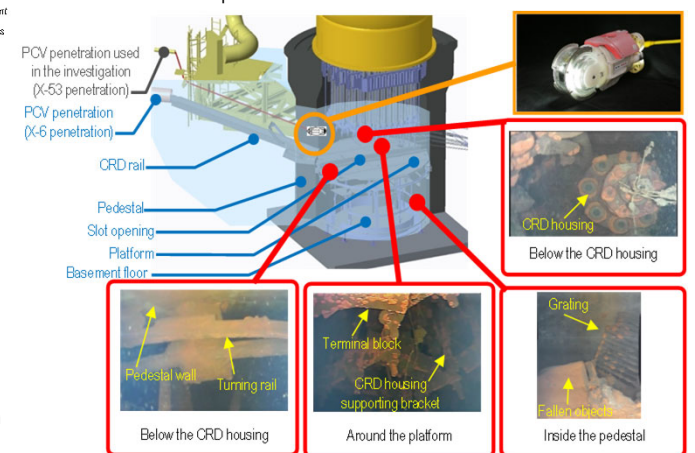 PCV penetration used
in the investigation
(X-53 penetration)
PCV penetration
(X-6 penetration)
CRD rail
Pedestal
Slot opening
Platform
Basement floor
CRD housing
Below the CRD housing
Pedestal wall
Turning rail
Below the CRD housing
Terminal block
CRD housing
supporting bracket
Around the platform
Grating
Fallen objects
Inside the pedestal